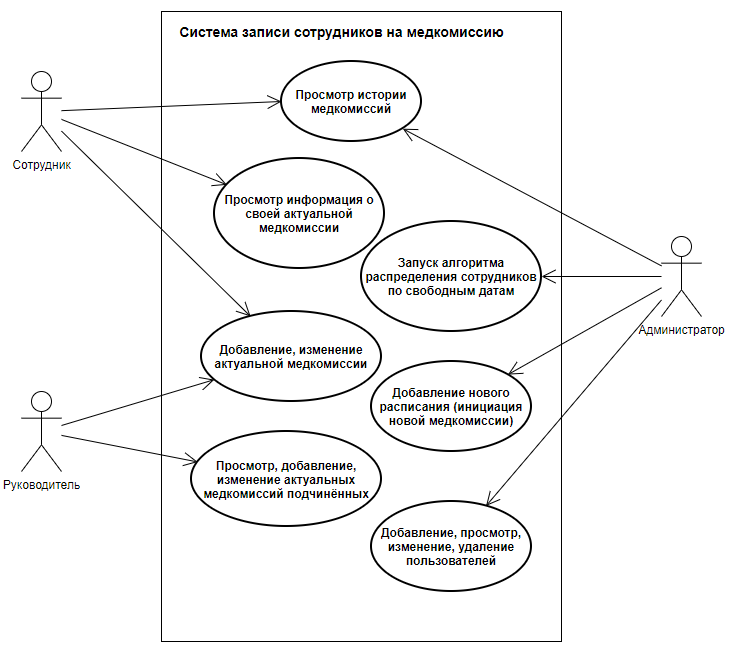 Система записи сотрудников на медкомиссию
Просмотр истории
медкомиссий
Сотрудник
Просмотр информация о
своей актуальной
медкомиссии
Запуск алгоритма
распределения сотрудников
по свободным датам
Администратор
Добавление, изменение
актуальной медкомиссии
Добавление нового
расписания (инициация
новой медкомиссии)
Руководитель
Просмотр, добавление,
изменение актуальных
медкомиссий подчинённых
Добавление, просмотр,
изменение, удаление
пользователей